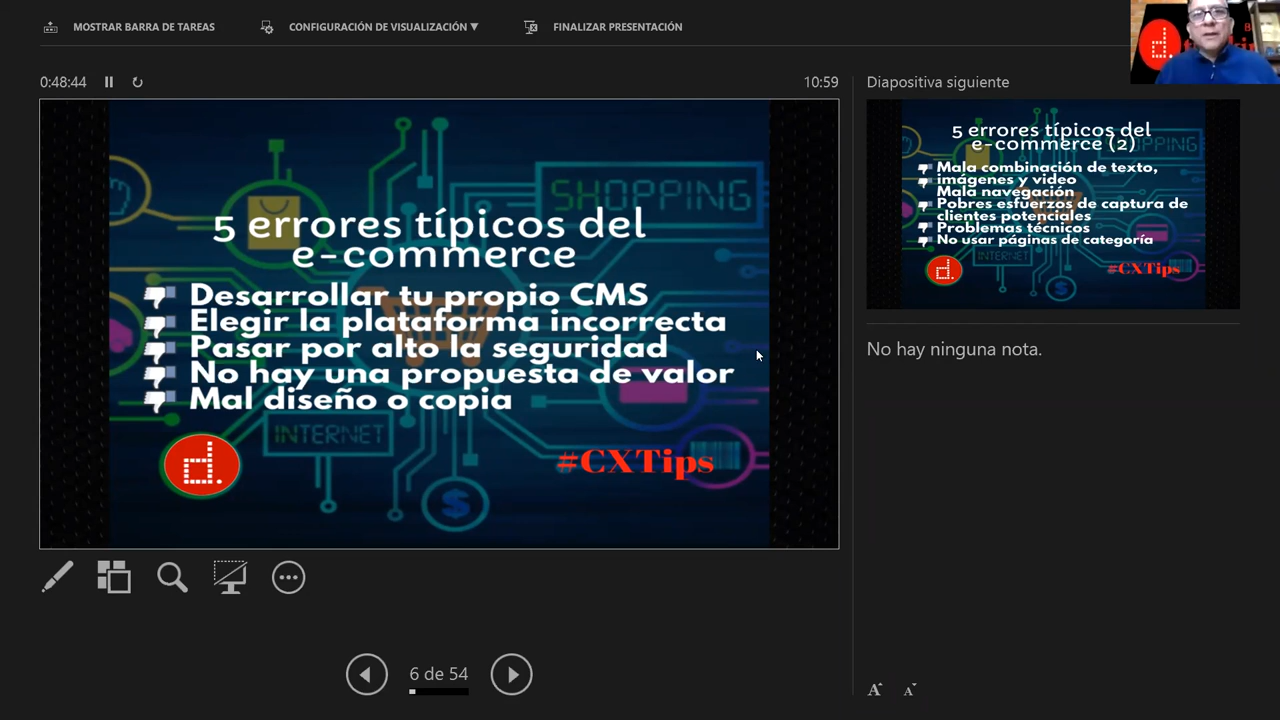 MOSTRAR BARRA DE TAREAS
CONFIGURACIÓN DE VISUALIZACIÓN ▼
FINALIZAR PRESENTACIÓN
0:48:44
10:59
SHOPPING
5 errores típicos del
e-commerce
Desarrollar tu propio CMS
Elegir la plataforma incorrecta
Pasar por alto la seguridad
No hay una propuesta de valor
Mal diseño o copia
INTERNET
d.
#CXTips
$
6 de 54
d.
Diapositiva siguiente
SHOPPING
5 errores típicos del
e-commerce (2)
Mala combinación de texto,
imágenes y video
Mala navegación
Pobres esfuerzos de captura de
clientes potenciales
Problemas técnicos
No usar páginas de categoría
INTERNET
d.
#CXTips
$
No hay ninguna nota.
A A